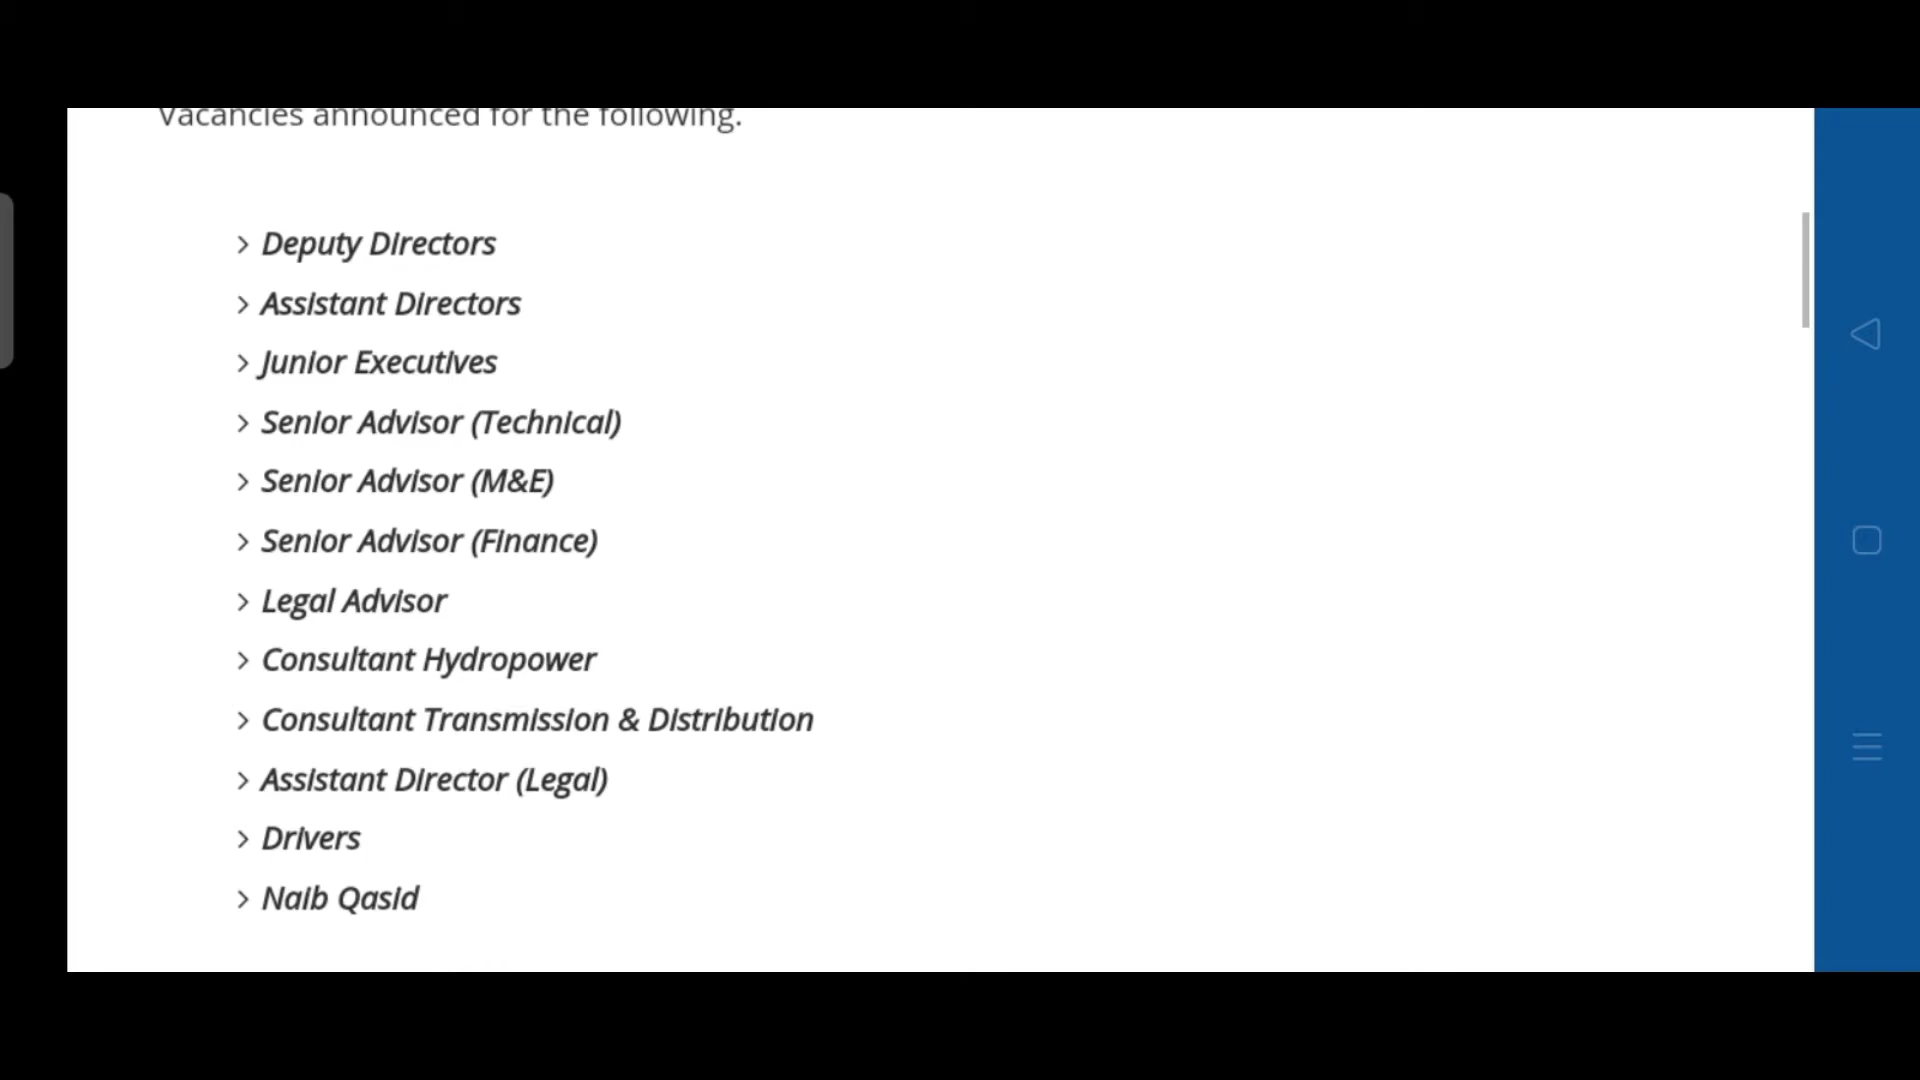 Vacancies announced for the following.
> Deputy Directors
> Assistant Directors
> Junior Executives
> Senior Advisor (Technical)
> Senior Advisor (M&E)
> Senior Advisor (Finance)
> Legal Advisor
> Consultant Hydropower
> Consultant Transmission & Distribution
> Assistant Director (Legal)
> Drivers
> Naib Qasid